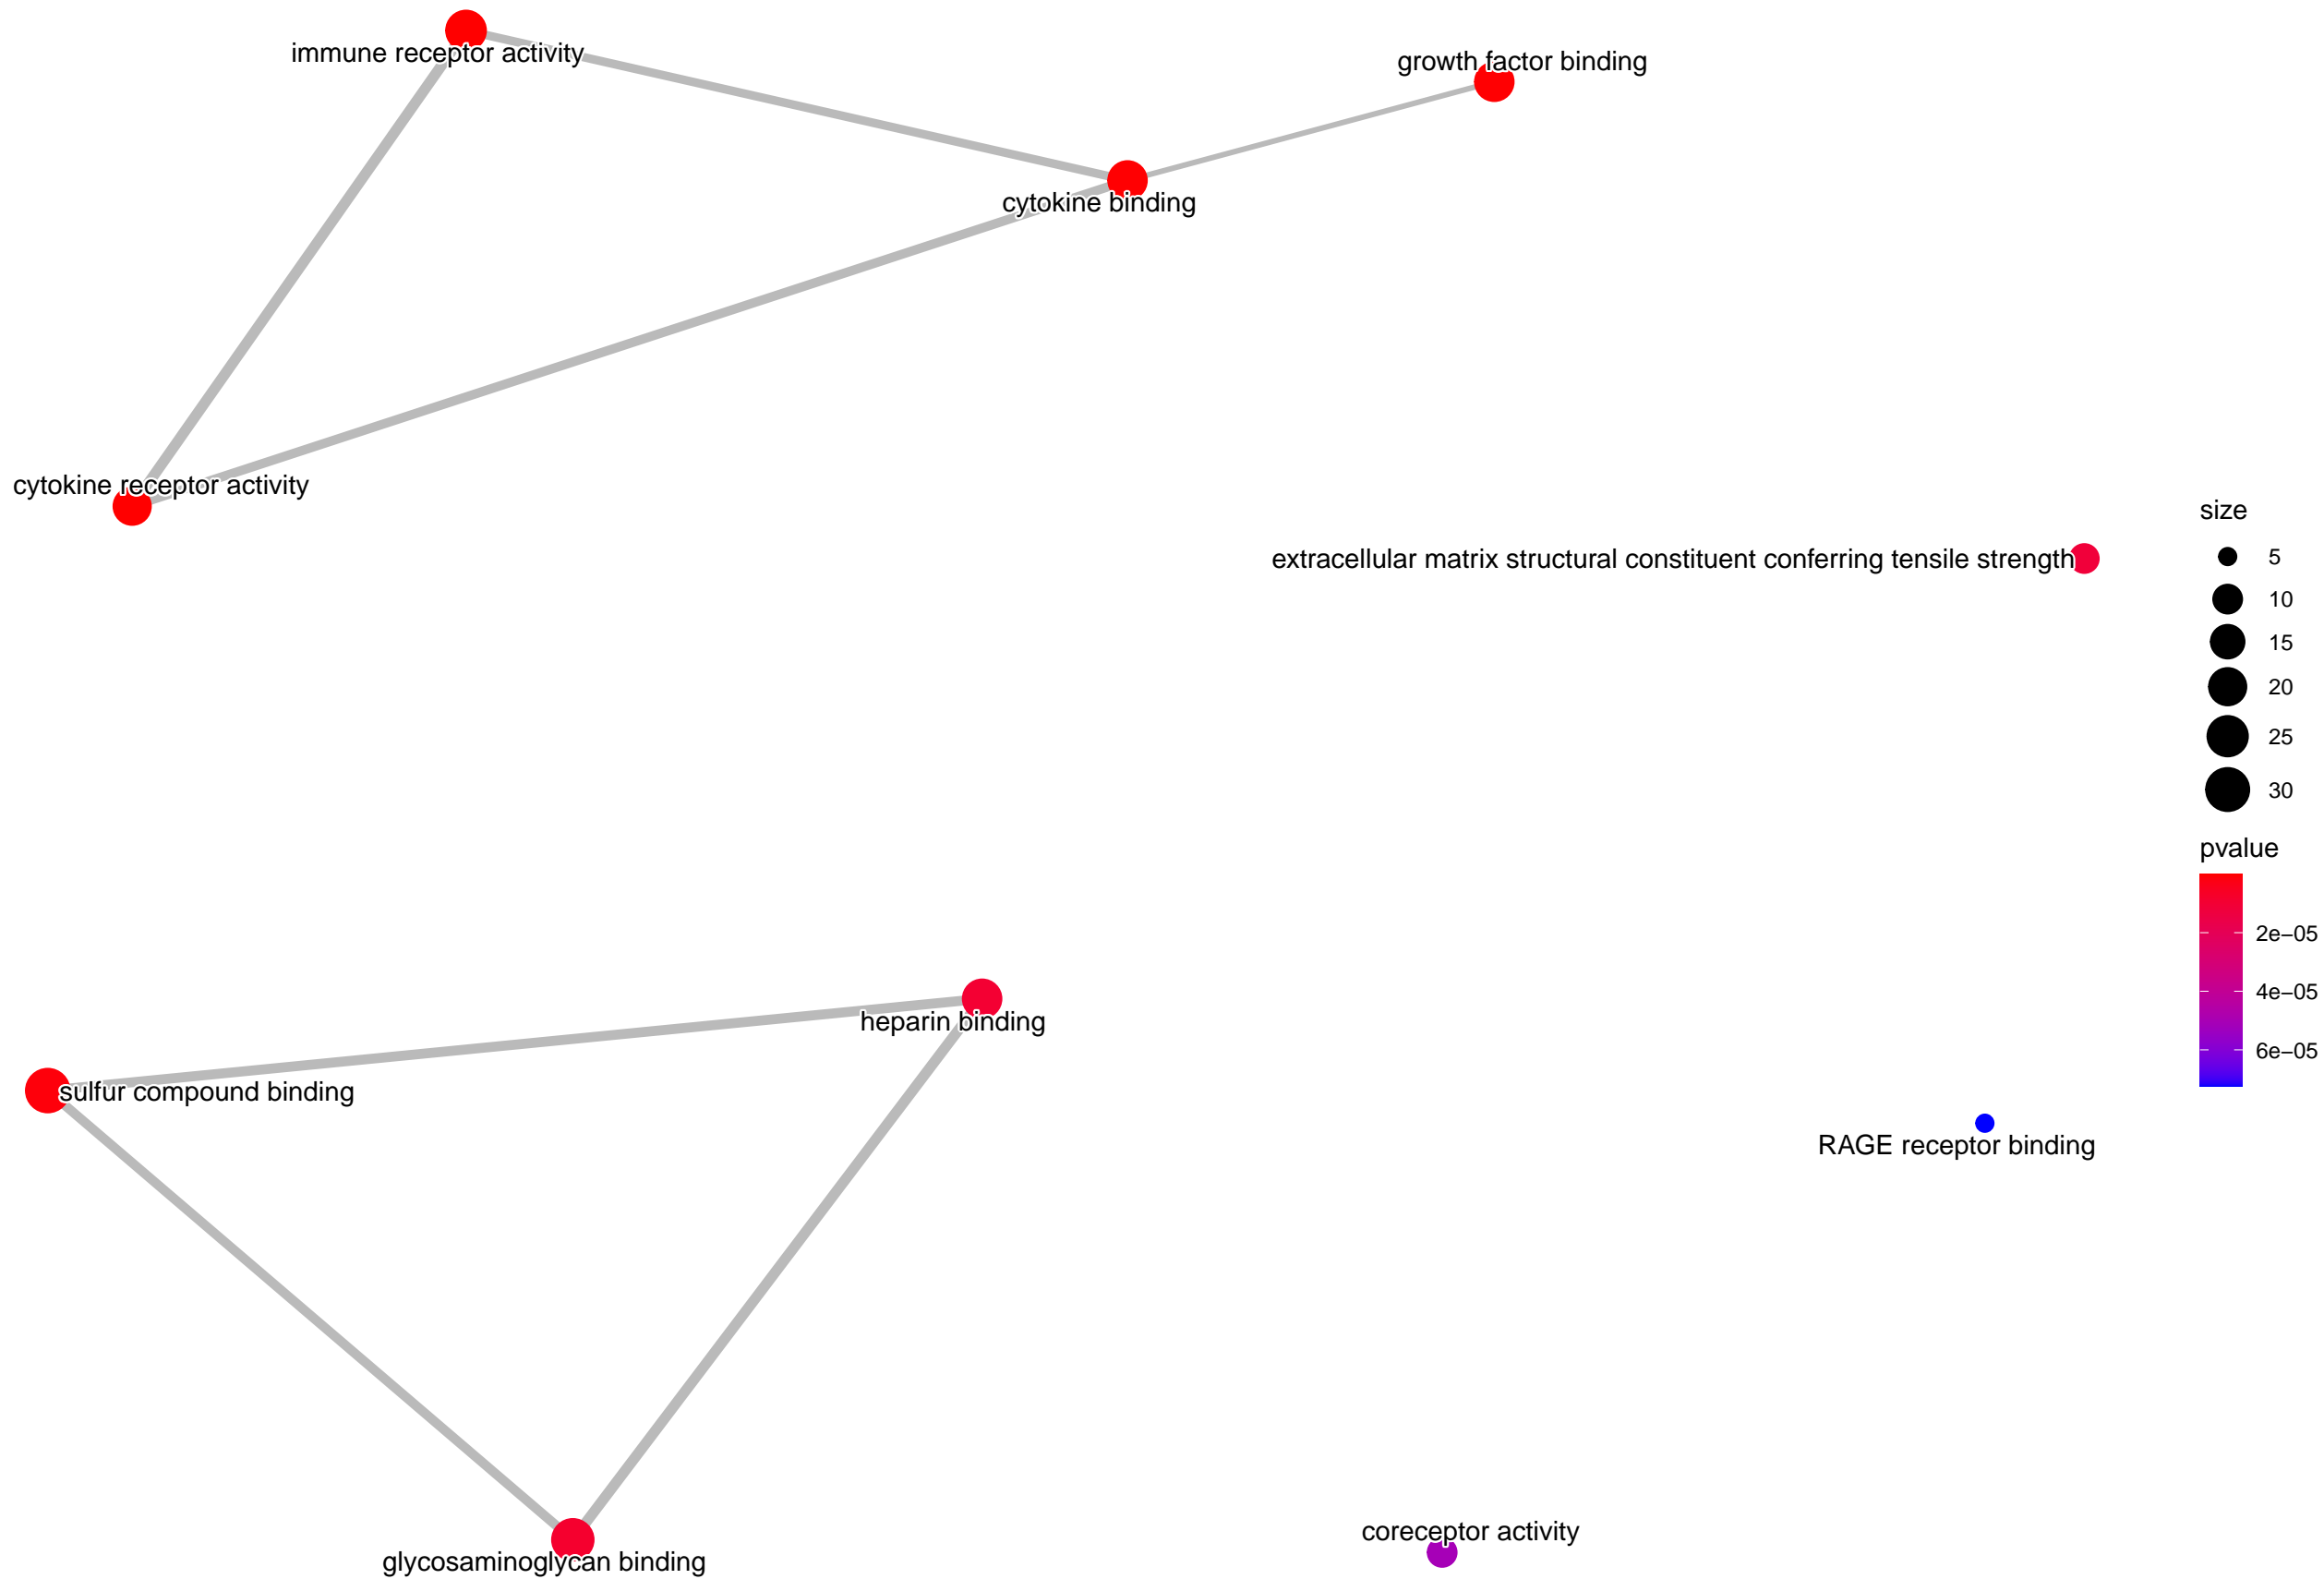 immune receptor activity
growth factor binding
cytokine binding
cytokine receptor activity
extracellular matrix structural constituent conferring tensile strength
heparin binding
sulfur compound binding
RAGE receptor binding
coreceptor activity
glycosaminoglycan binding
size
5
10
15
20
25
30
pvalue
2e−05
4e−05
6e−05